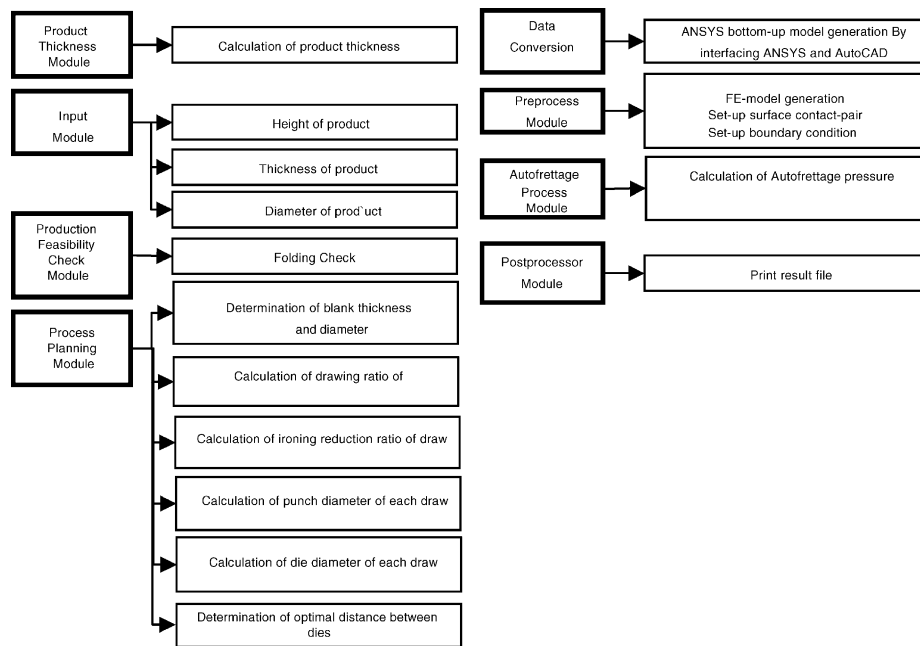 Product
Thickness
Module
Calculation of product thickness
Input
Module
Height of product
Thickness of product
Diameter of prod`uct
Production
Feasibility
Check
Module
Folding Check
Process
Planning
Module
Determination of blank thickness
and diameter
Calculation of drawing ratio of
Calculation of ironing reduction ratio of draw
Calculation of punch diameter of each draw
Calculation of die diameter of each draw
Determination of optimal distance between
dies
Data
Conversion
ANSYS bottom-up model generation By
interfacing ANSYS and AutoCAD
Preprocess
Module
FE-model generation
Set-up surface contact-pair
Set-up boundary condition
Autofrettage
Process
Module
Calculation of Autofrettage pressure
Postprocessor
Module
Print result file